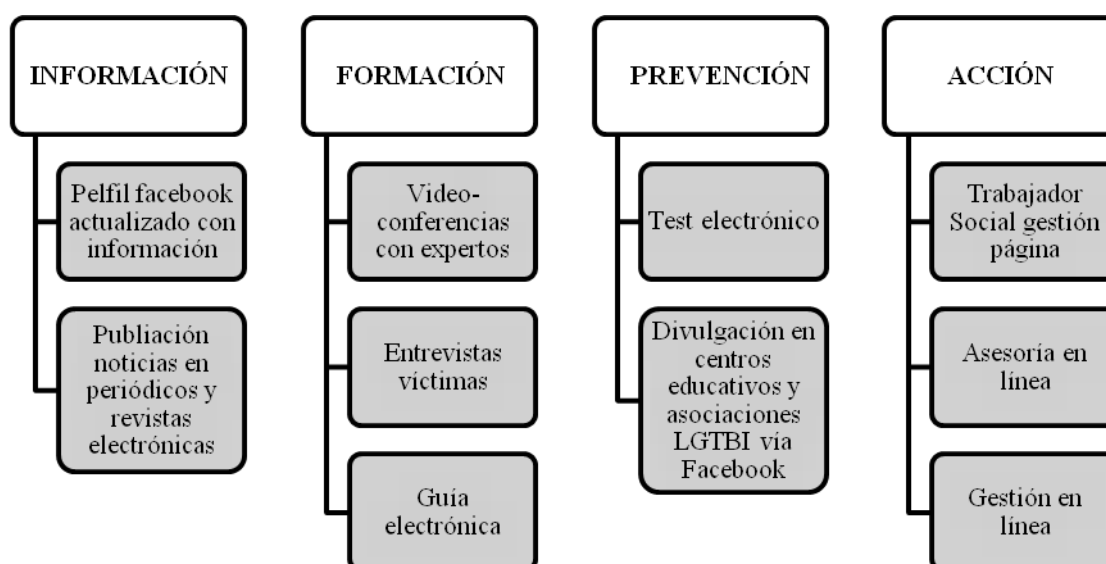 INFORMACIÓN
Pelfil facebook
actualizado con
información
Publiación
noticias en
periódicos y
revistas
electrónicas
FORMACIÓN
Video-
conferencias
con expertos
Entrevistas
víctimas
Guía
electrónica
PREVENCIÓN
Test electrónico
Divulgación en
centros
educativos y
asociaciones
LGTBI vía
Facebook
ACCIÓN
Trabajador
Social gestión
página
Asesoría en
línea
Gestión en
línea